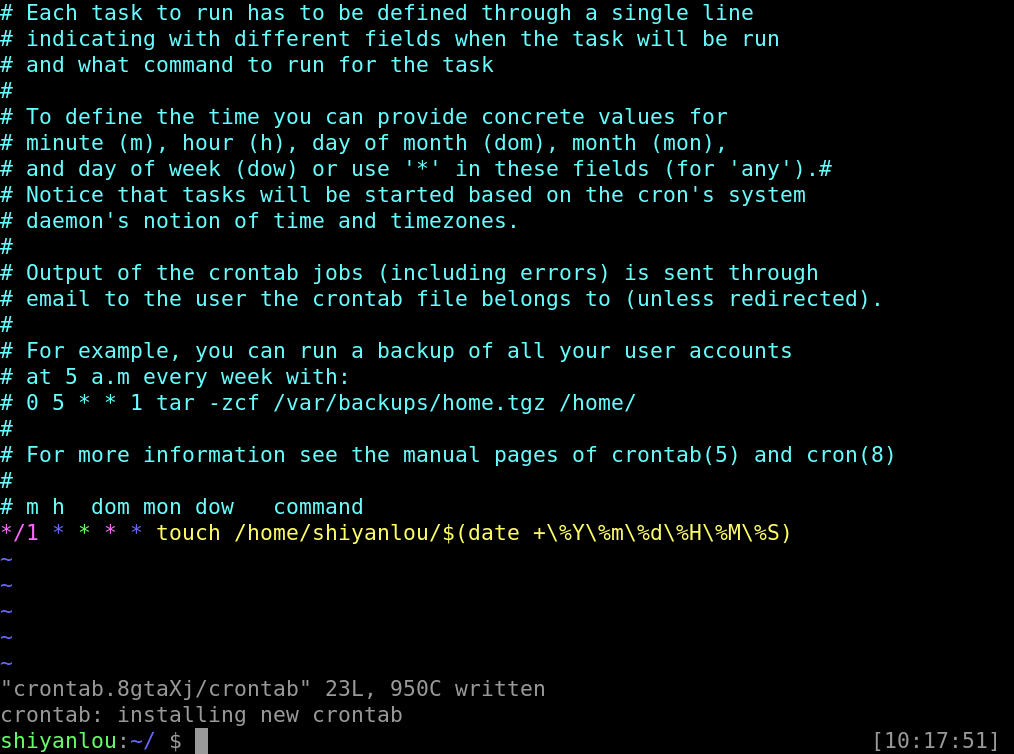 # Each task to run has to be defined through a single line
# indicating with different fields when the task will be run
# and what command to run for the task
#
# To define the time you can provide concrete values for
# minute (m), hour (h), day of month (dom), month (mon),
# and day of week (dow) or use '*' in these fields (for 'any').#
# Notice that tasks will be started based on the cron's system
# daemon's notion of time and timezones.
#
# Output of the crontab jobs (including errors) is sent through
# email to the user the crontab file belongs to (unless redirected).
#
# For example, you can run a backup of all your user accounts
# at 5 a.m every week with:
# 0 5 * * 1 tar -zcf /var/backups/home.tgz /home/
#
# For more information see the manual pages of crontab(5) and cron(8)
#
# m h  dom mon dow   command
*/1 * * * * touch /home/shiyanlou/$(date +\%Y\%m\%d\%H\%M\%S)
~
~
~
~
~
"crontab.8gtaXj/crontab" 23L, 950C written
crontab: installing new crontab
shiyanlou:~/ $ [10:17:51]